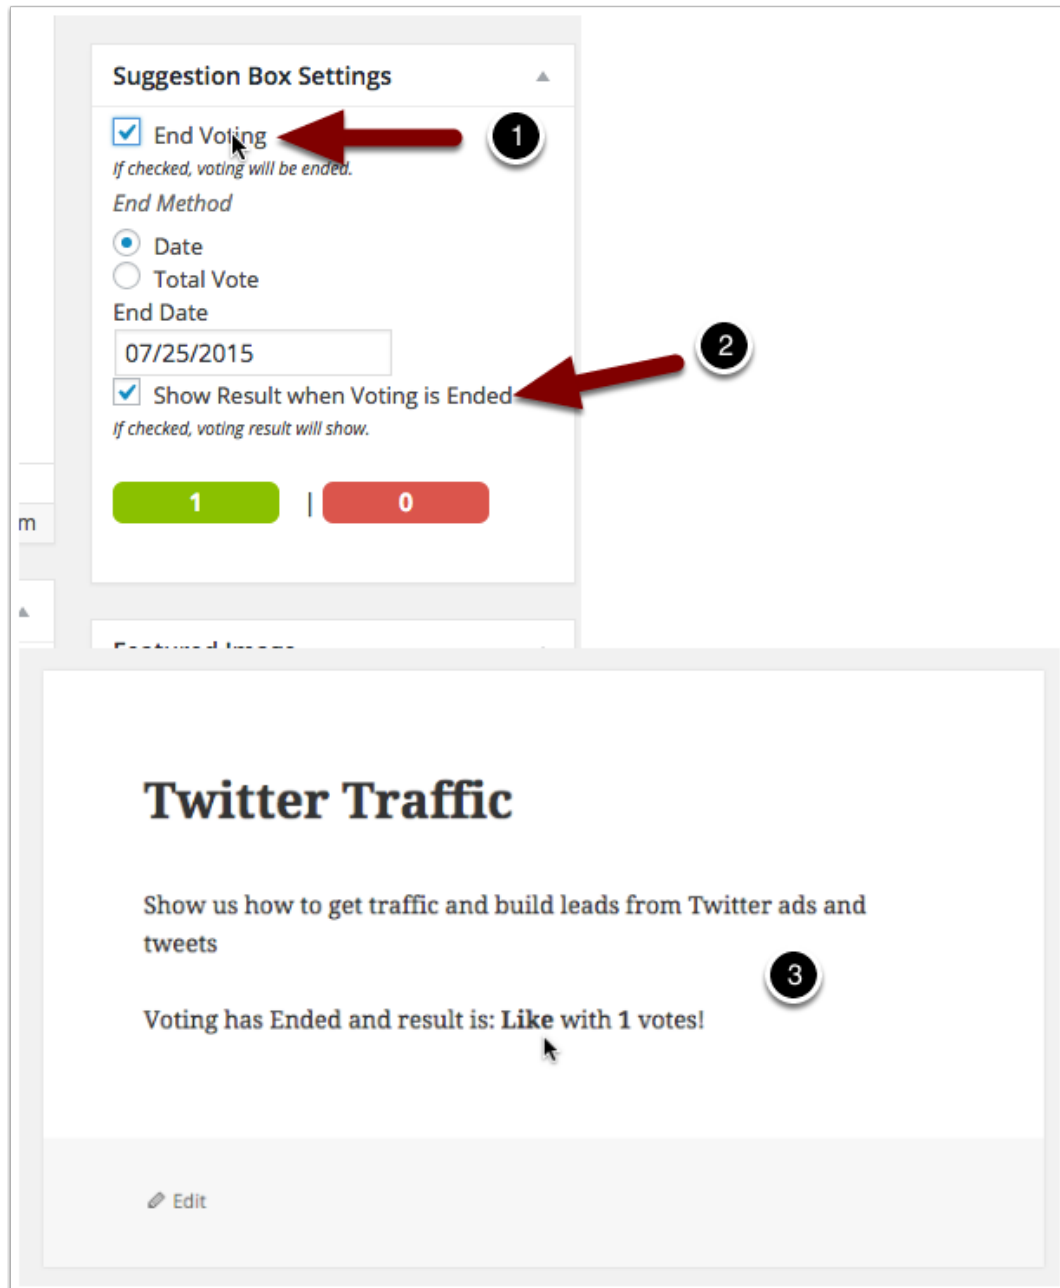 Suggestion Box Settings
End Voting
1
If checked, voting will be ended.
End Method
Date
Total Vote
End Date
07/25/2015
2
Show Result when Voting is Ended
If checked, voting result will show.
1 | 0
m
Featured Image
Twitter Traffic
Show us how to get traffic and build leads from Twitter ads and
tweets
3
Voting has Ended and result is: Like with 1 votes!
Edit